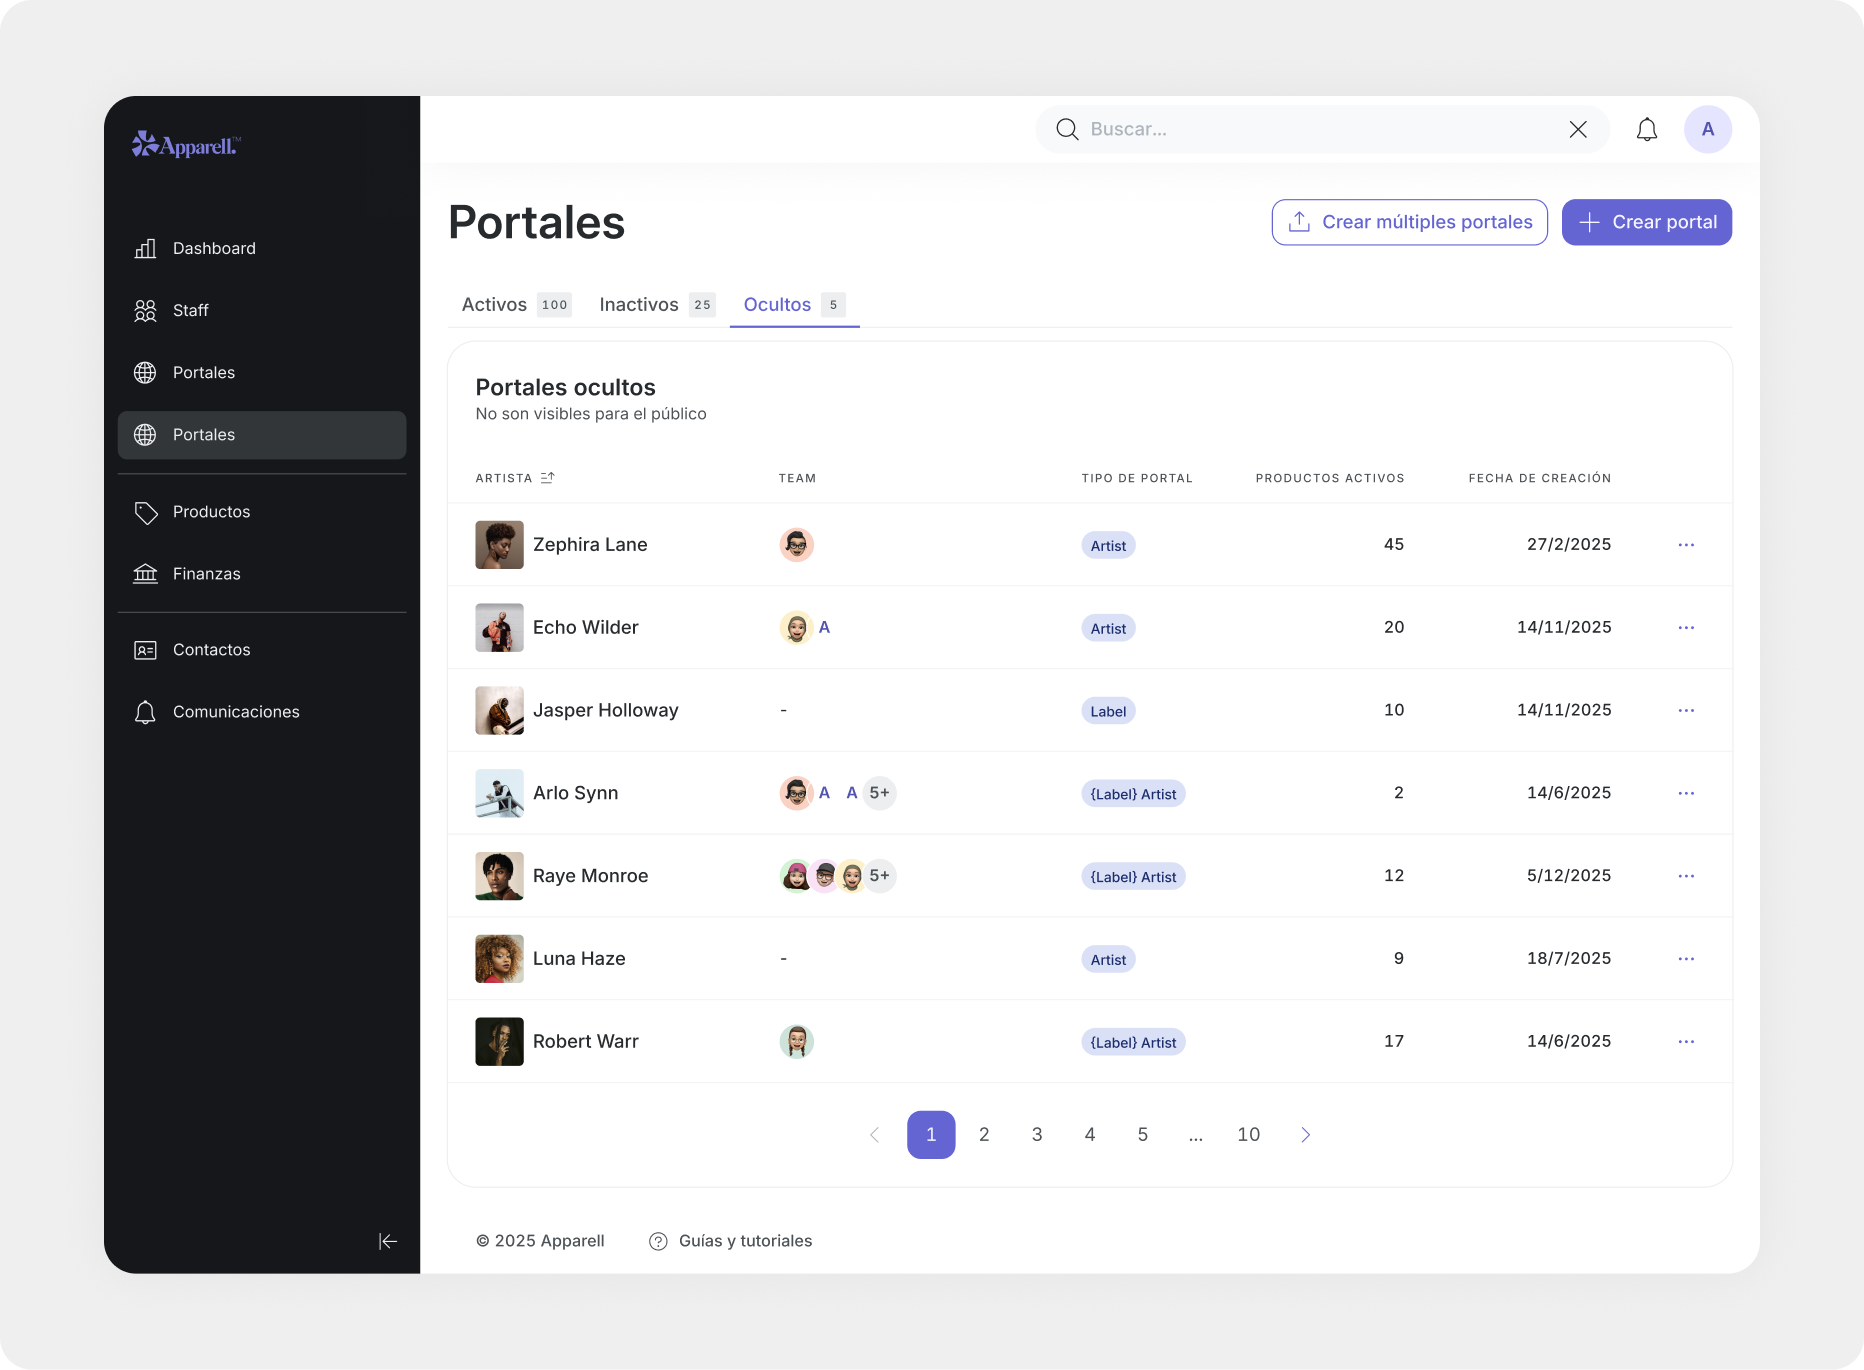 Apparell.™
Buscar...
A
Dashboard
Staff
Portales
Portales
Productos
Finanzas
Contactos
Comunicaciones
Portales
Crear múltiples portales
Crear portal
Activos 100
Inactivos 25
Ocultos 5
Portales ocultos
No son visibles para el público
ARTISTA TEAM TIPO DE PORTAL PRODUCTOS ACTIVOS FECHA DE CREACIÓN
Zephira Lane Artist 45 27/2/2025
Echo Wilder A Artist 20 14/11/2025
Jasper Holloway - Label 10 14/11/2025
Arlo Synn A A 5+ {Label} Artist 2 14/6/2025
Raye Monroe 5+ {Label} Artist 12 5/12/2025
Luna Haze - Artist 9 18/7/2025
Robert Warr {Label} Artist 17 14/6/2025
1 2 3 4 5 ... 10
© 2025 Apparell
Guías y tutoriales